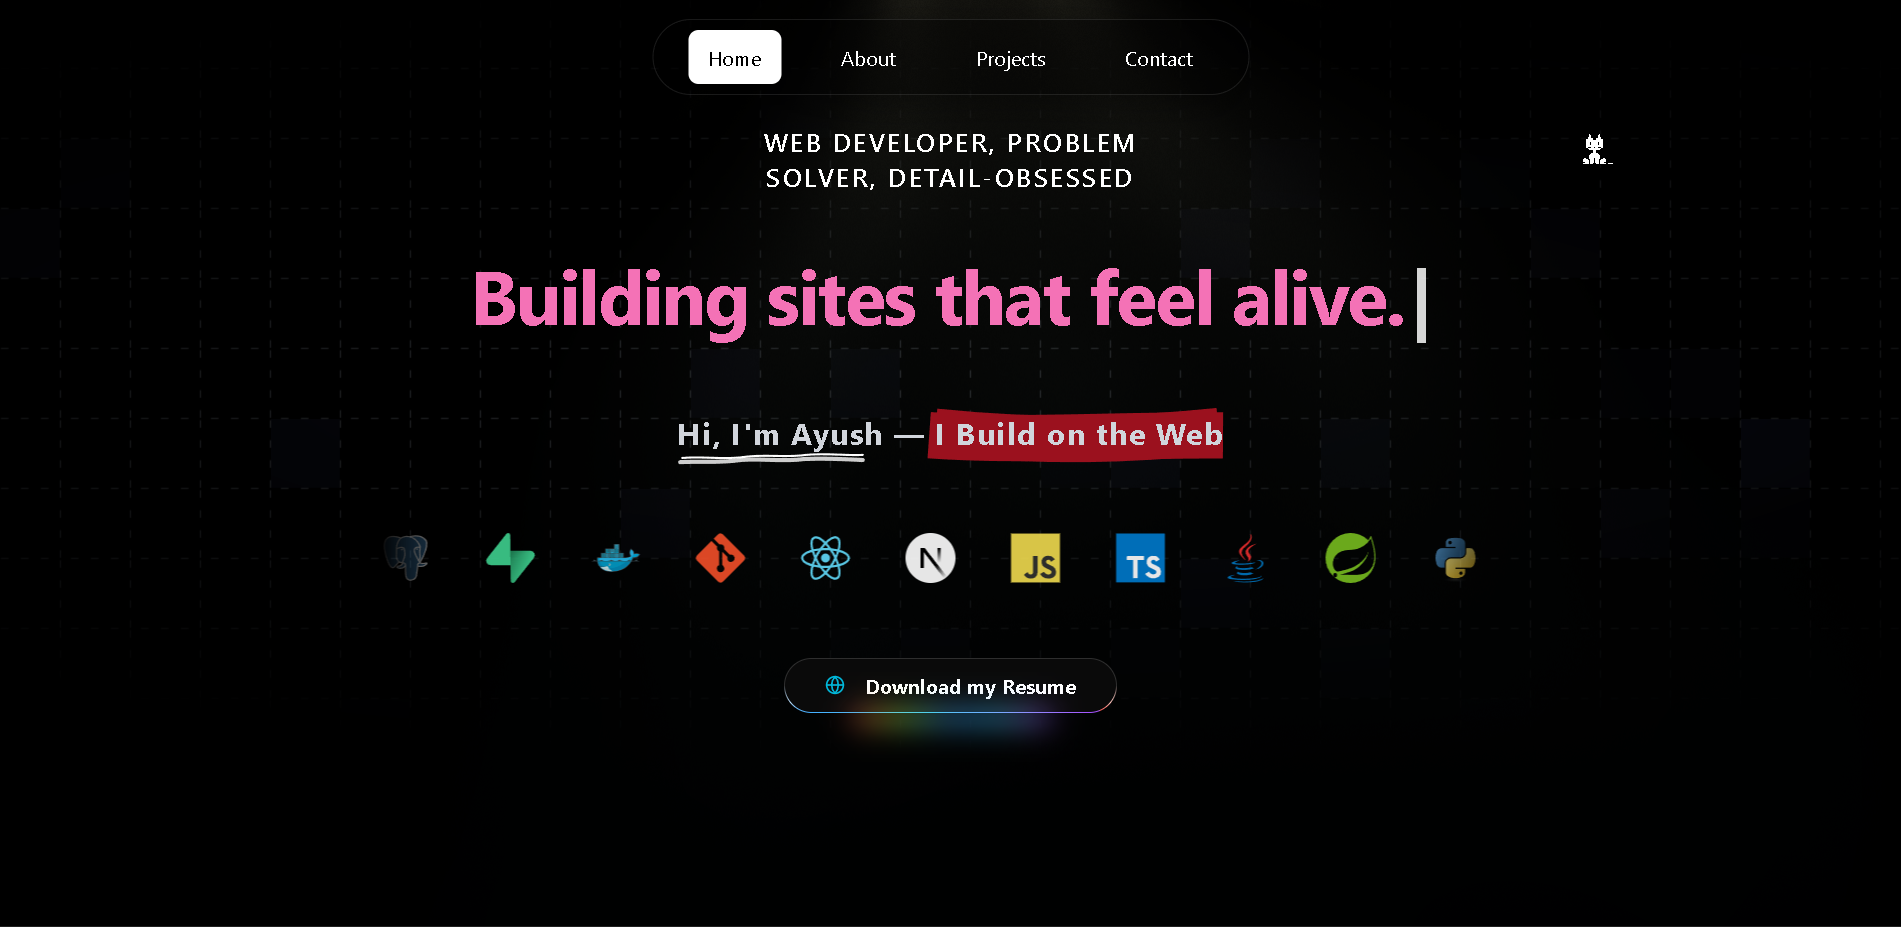 Home About Projects Contact
WEB DEVELOPER, PROBLEM
SOLVER, DETAIL-OBSESSED
Building sites that feel alive.
Hi, I'm Ayush — I Build on the Web
N JS TS
Download my Resume